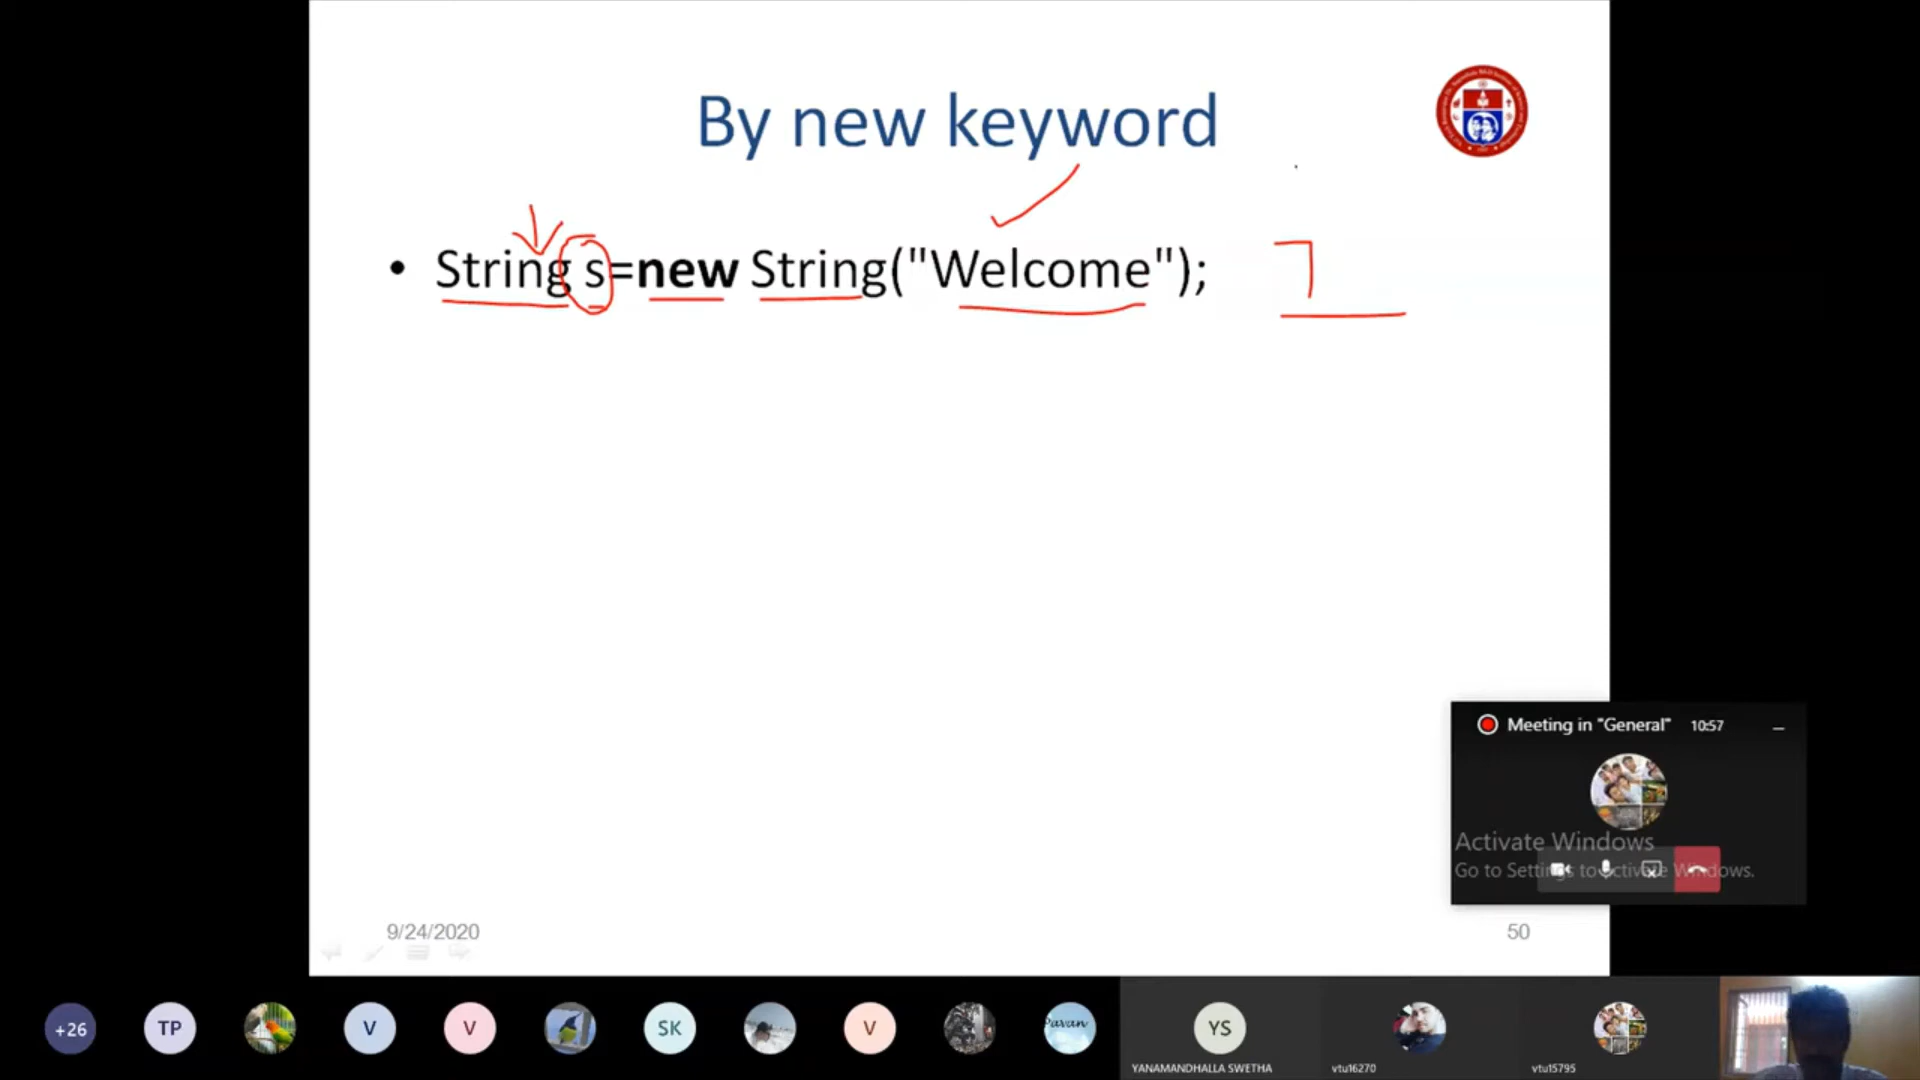 By new keyword
• String s=new String("Welcome");
Meeting in "General" 10:57
Activate Windows
Go to Settings to activate Windows.
9/24/2020
50
+26
TP
V
V
SK
V
Pavan
YS
YANAMANDHALLA SWETHA
vtu16270
vtu15795